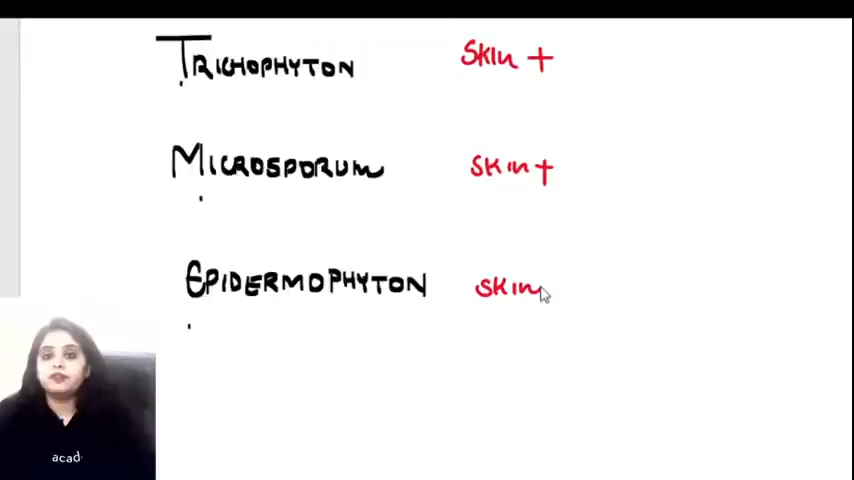 TRICHOPHYTON Skin +
MICROSPORUM Skin +
EPIDERMOPHYTON Skin
acad